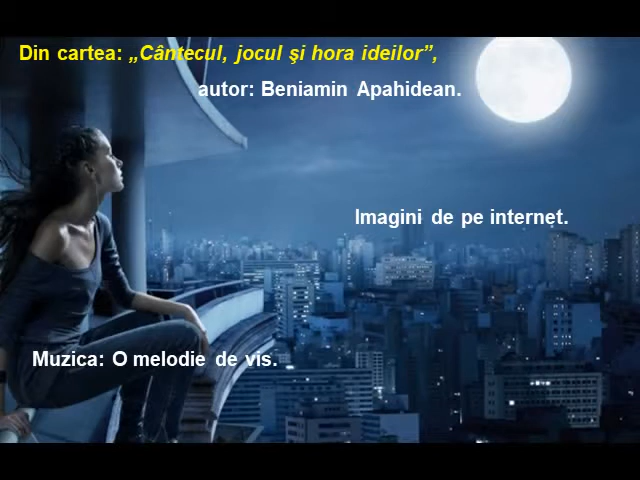 Din cartea: „Cântecul, jocul şi hora ideilor”,
autor: Beniamin Apahidean.
Imagini de pe internet.
Muzica: O melodie de vis.